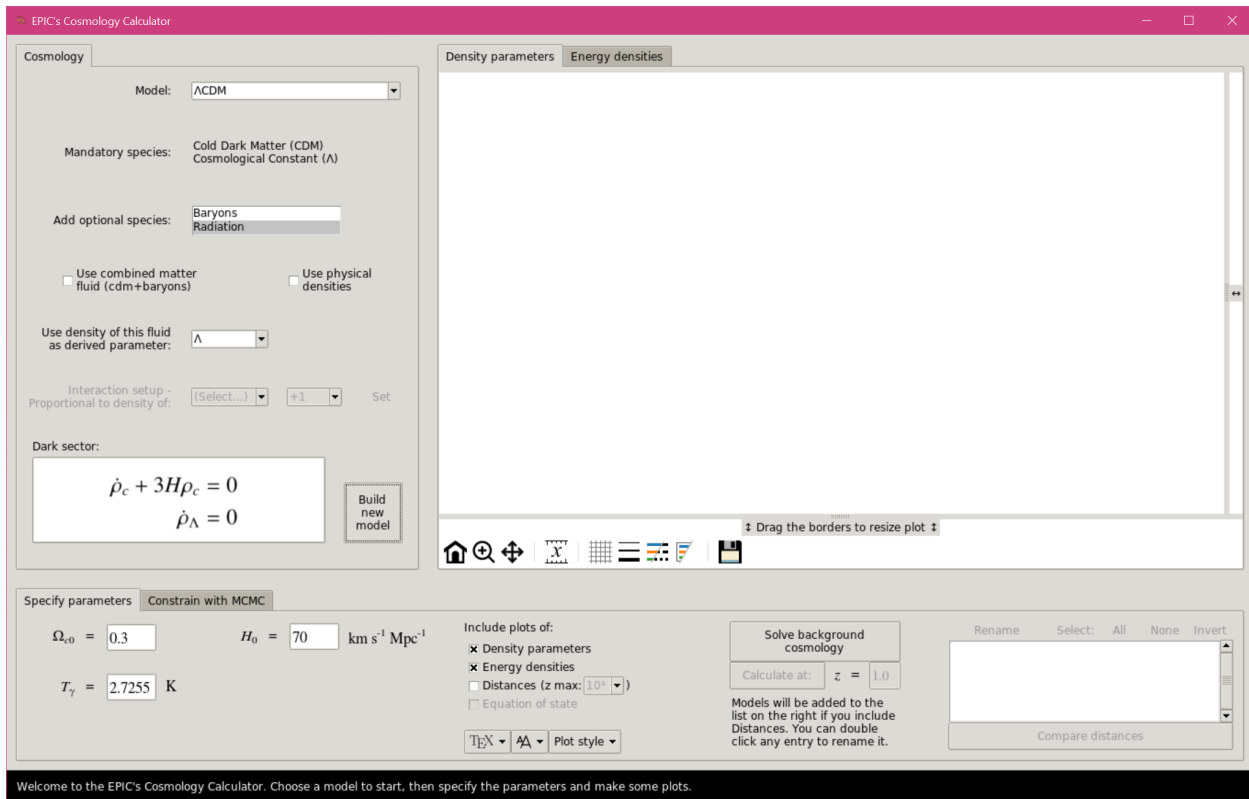 EPIC's Cosmology Calculator
Cosmology
Model: ΛCDM
Mandatory species: Cold Dark Matter (CDM)
Cosmological Constant (Λ)
Add optional species: Baryons
Radiation
Use combined matter
fluid (cdm+baryons)
Use physical
densities
Use density of this fluid
as derived parameter: Λ
Interaction setup -
Proportional to density of: (Select...) +1 Set
Dark sector:
ρ̇c + 3Hρc = 0
ρ̇Λ = 0
Build
new
model
Density parameters Energy densities
↔
↕ Drag the borders to resize plot ↕
x
Specify parameters Constrain with MCMC
Ωc0 = 0.3 H0 = 70 km s⁻¹ Mpc⁻¹
Tγ = 2.7255 K
Include plots of:
Density parameters
Energy densities
Distances (z max: 10⁴ )
Equation of state
TEX AA Plot style
Solve background
cosmology
Calculate at: z = 1.0
Models will be added to the
list on the right if you include
Distances. You can double
click any entry to rename it.
Rename Select: All None Invert
Compare distances
Welcome to the EPIC's Cosmology Calculator. Choose a model to start, then specify the parameters and make some plots.